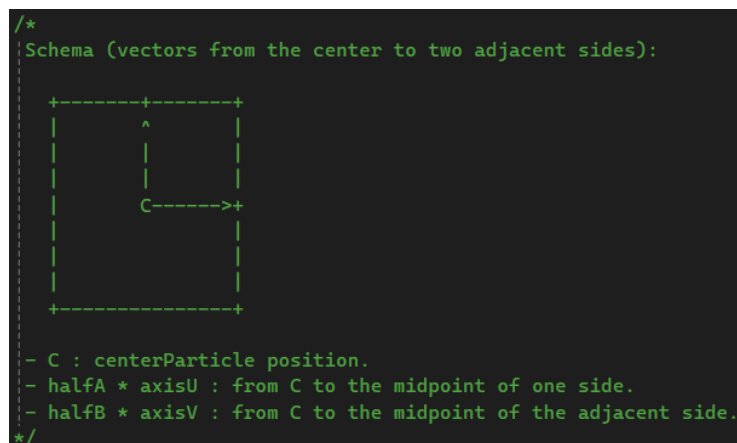 /*
Schema (vectors from the center to two adjacent sides):

  +-------+-------+
  |       ^       |
  |       |       |
  |       |       |
  |       C------>+
  |               |
  |               |
  |               |
  +---------------+

- C : centerParticle position.
- halfA * axisU : from C to the midpoint of one side.
- halfB * axisV : from C to the midpoint of the adjacent side.
*/